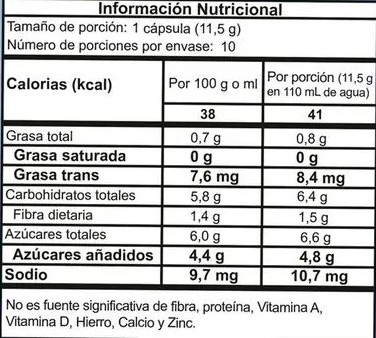 Información Nutricional
Tamaño de porción: 1 cápsula (11,5 g)
Número de porciones por envase: 10
Calorías (kcal) Por 100 g o ml Por porción (11,5 g
en 110 mL de agua)
38 41
Grasa total 0,7 g 0,8 g
Grasa saturada 0 g 0 g
Grasa trans 7,6 mg 8,4 mg
Carbohidratos totales 5,8 g 6,4 g
Fibra dietaria 1,4 g 1,5 g
Azúcares totales 6,0 g 6,6 g
Azúcares añadidos 4,4 g 4,8 g
Sodio 9,7 mg 10,7 mg
No es fuente significativa de fibra, proteína, Vitamina A,
Vitamina D, Hierro, Calcio y Zinc.